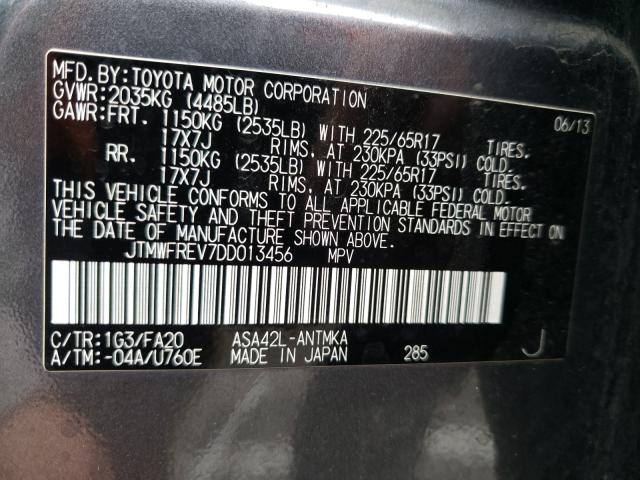 MFD.BY:TOYOTA MOTOR CORPORATION 06/13
GVWR:2035KG (4485LB)
GAWR:FRT. 1150KG (2535LB) WITH 225/65R17 TIRES.
17X7J RIMS, AT 230KPA (33PSI) COLD.
RR. 1150KG (2535LB) WITH 225/65R17 TIRES.
17X7J RIMS, AT 230KPA (33PSI) COLD.
THIS VEHICLE CONFORMS TO ALL APPLICABLE FEDERAL MOTOR
VEHICLE SAFETY AND THEFT PREVENTION STANDARDS IN EFFECT ON
THE DATE OF MANUFACTURE SHOWN ABOVE.
JTMWFREV7DD013456 MPV
C/TR:1G3/FA20 ASA42L-ANTMKA
A/TM:-04A/U760E MADE IN JAPAN 285 J